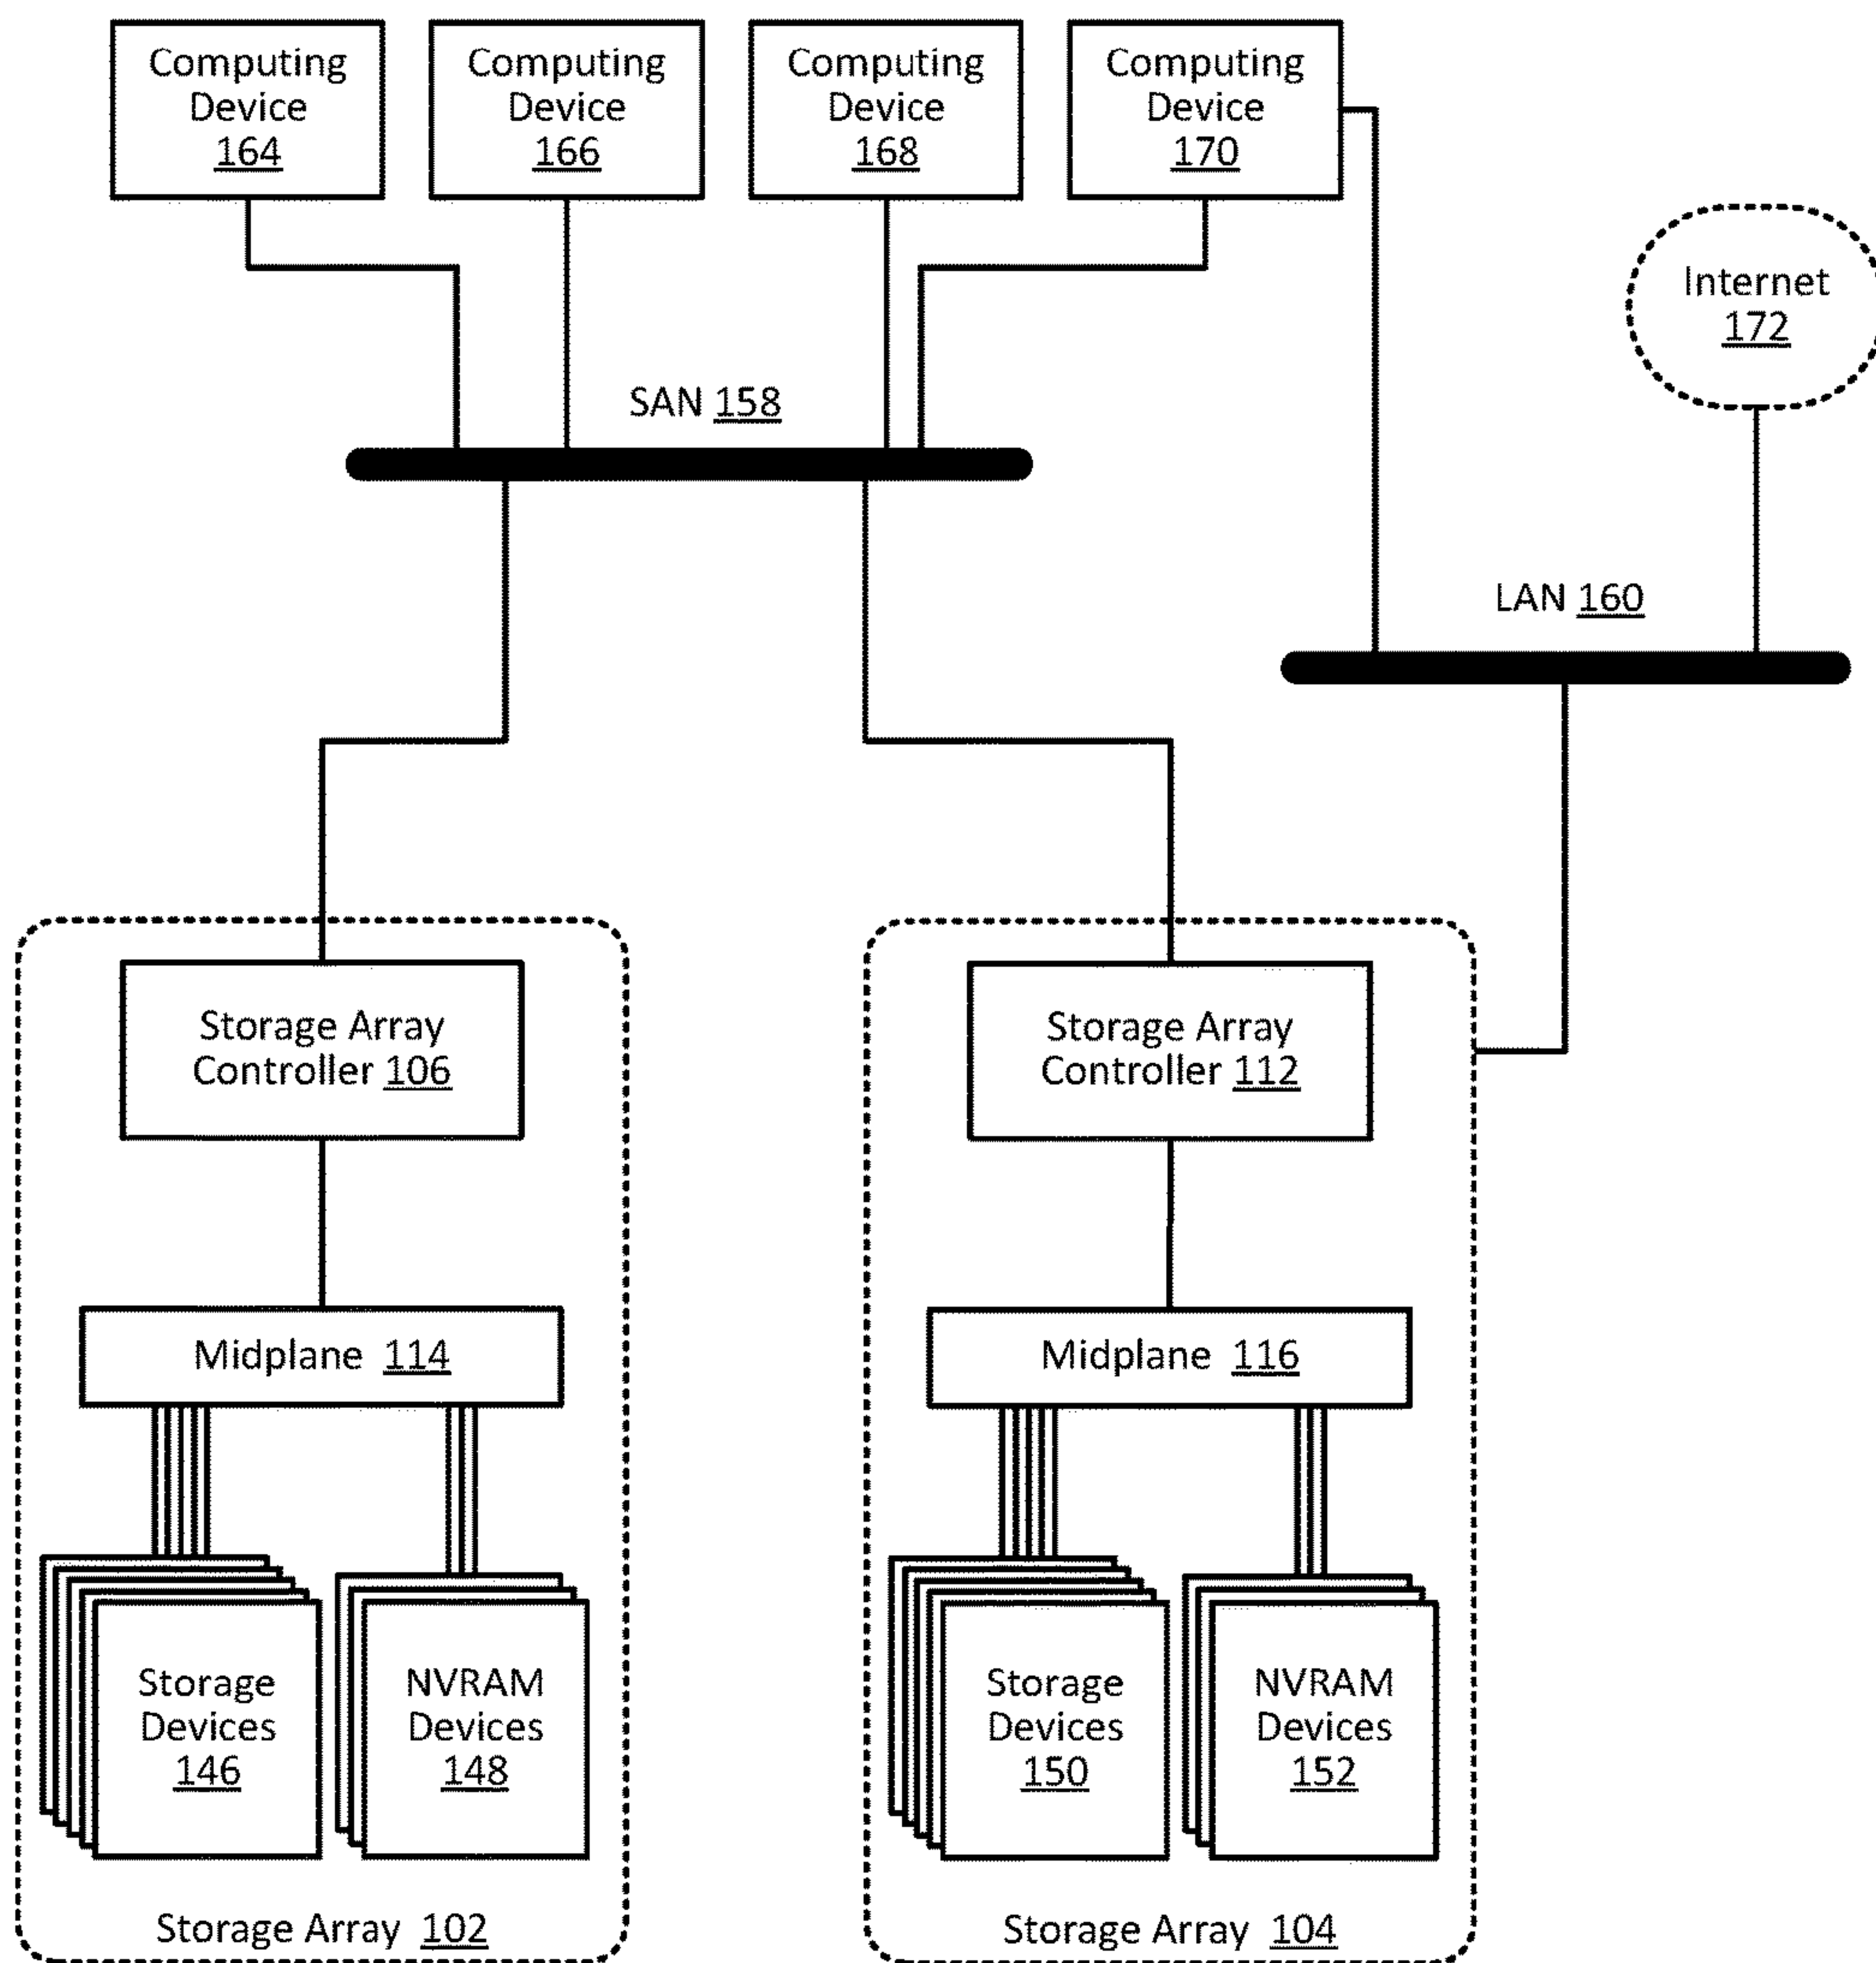 Computing
Device
164
Computing
Device
166
Computing
Device
168
Computing
Device
170
Internet
172
SAN 158
LAN 160
Storage Array
Controller 106
Storage Array
Controller 112
Midplane 114
Midplane 116
Storage
Devices
146
NVRAM
Devices
148
Storage
Devices
150
NVRAM
Devices
152
Storage Array 102
Storage Array 104